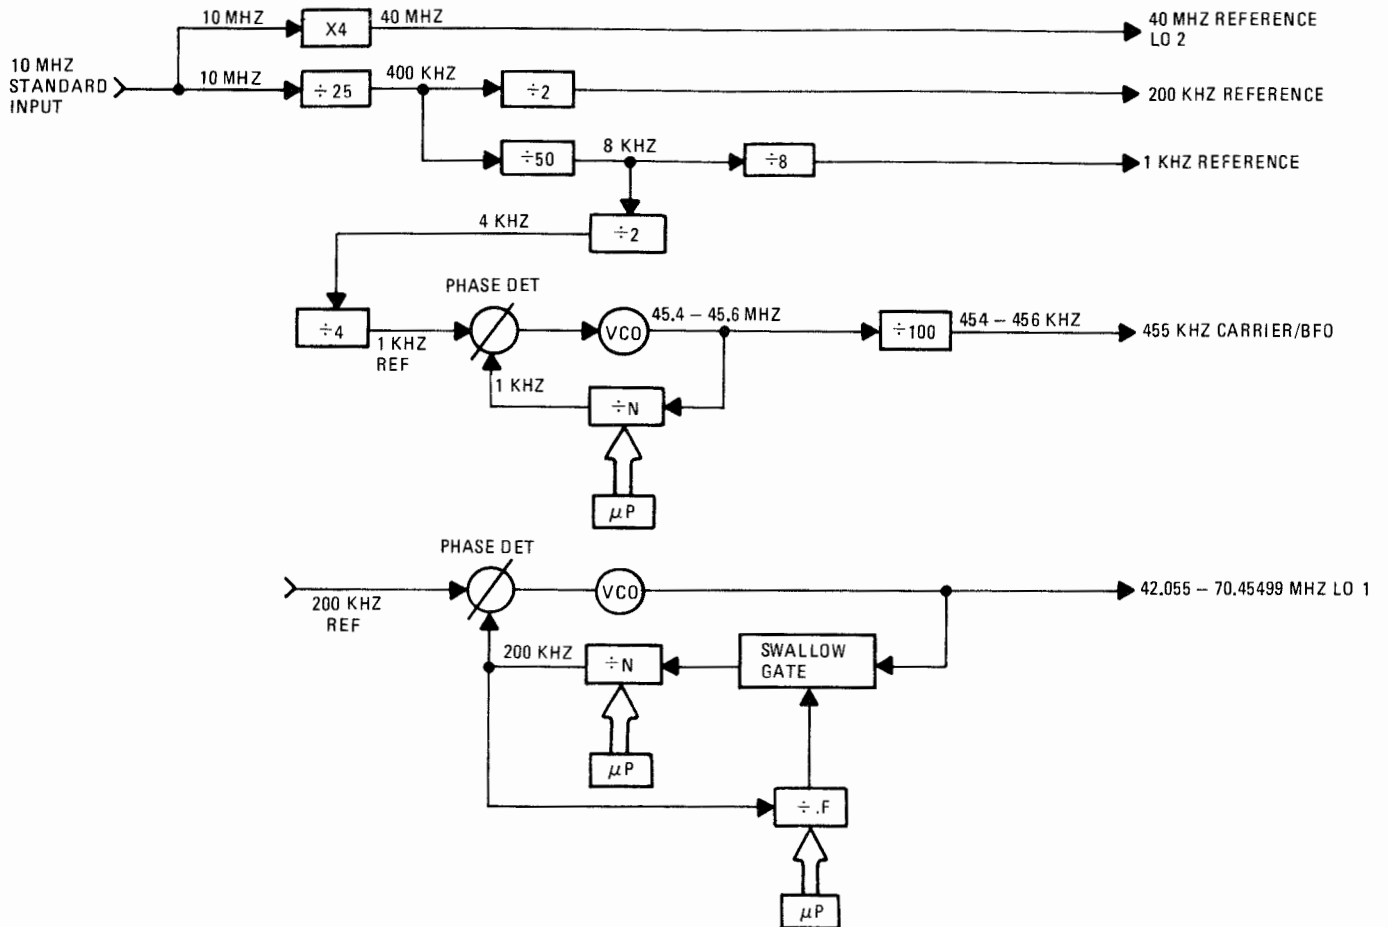 10 MHZ
40 MHZ
X4
40 MHZ REFERENCE
LO 2
10 MHZ
STANDARD
INPUT
10 MHZ
÷ 25
400 KHZ
÷2
200 KHZ REFERENCE
÷50
8 KHZ
÷8
1 KHZ REFERENCE
4 KHZ
÷2
PHASE DET
÷4
1 KHZ
REF
VCO
45.4 – 45.6 MHZ
÷100
454 – 456 KHZ
455 KHZ CARRIER/BFO
1 KHZ
÷N
μP
PHASE DET
200 KHZ
REF
VCO
42.055 – 70.45499 MHZ LO 1
200 KHZ
÷N
SWALLOW
GATE
μP
÷ .F
μP